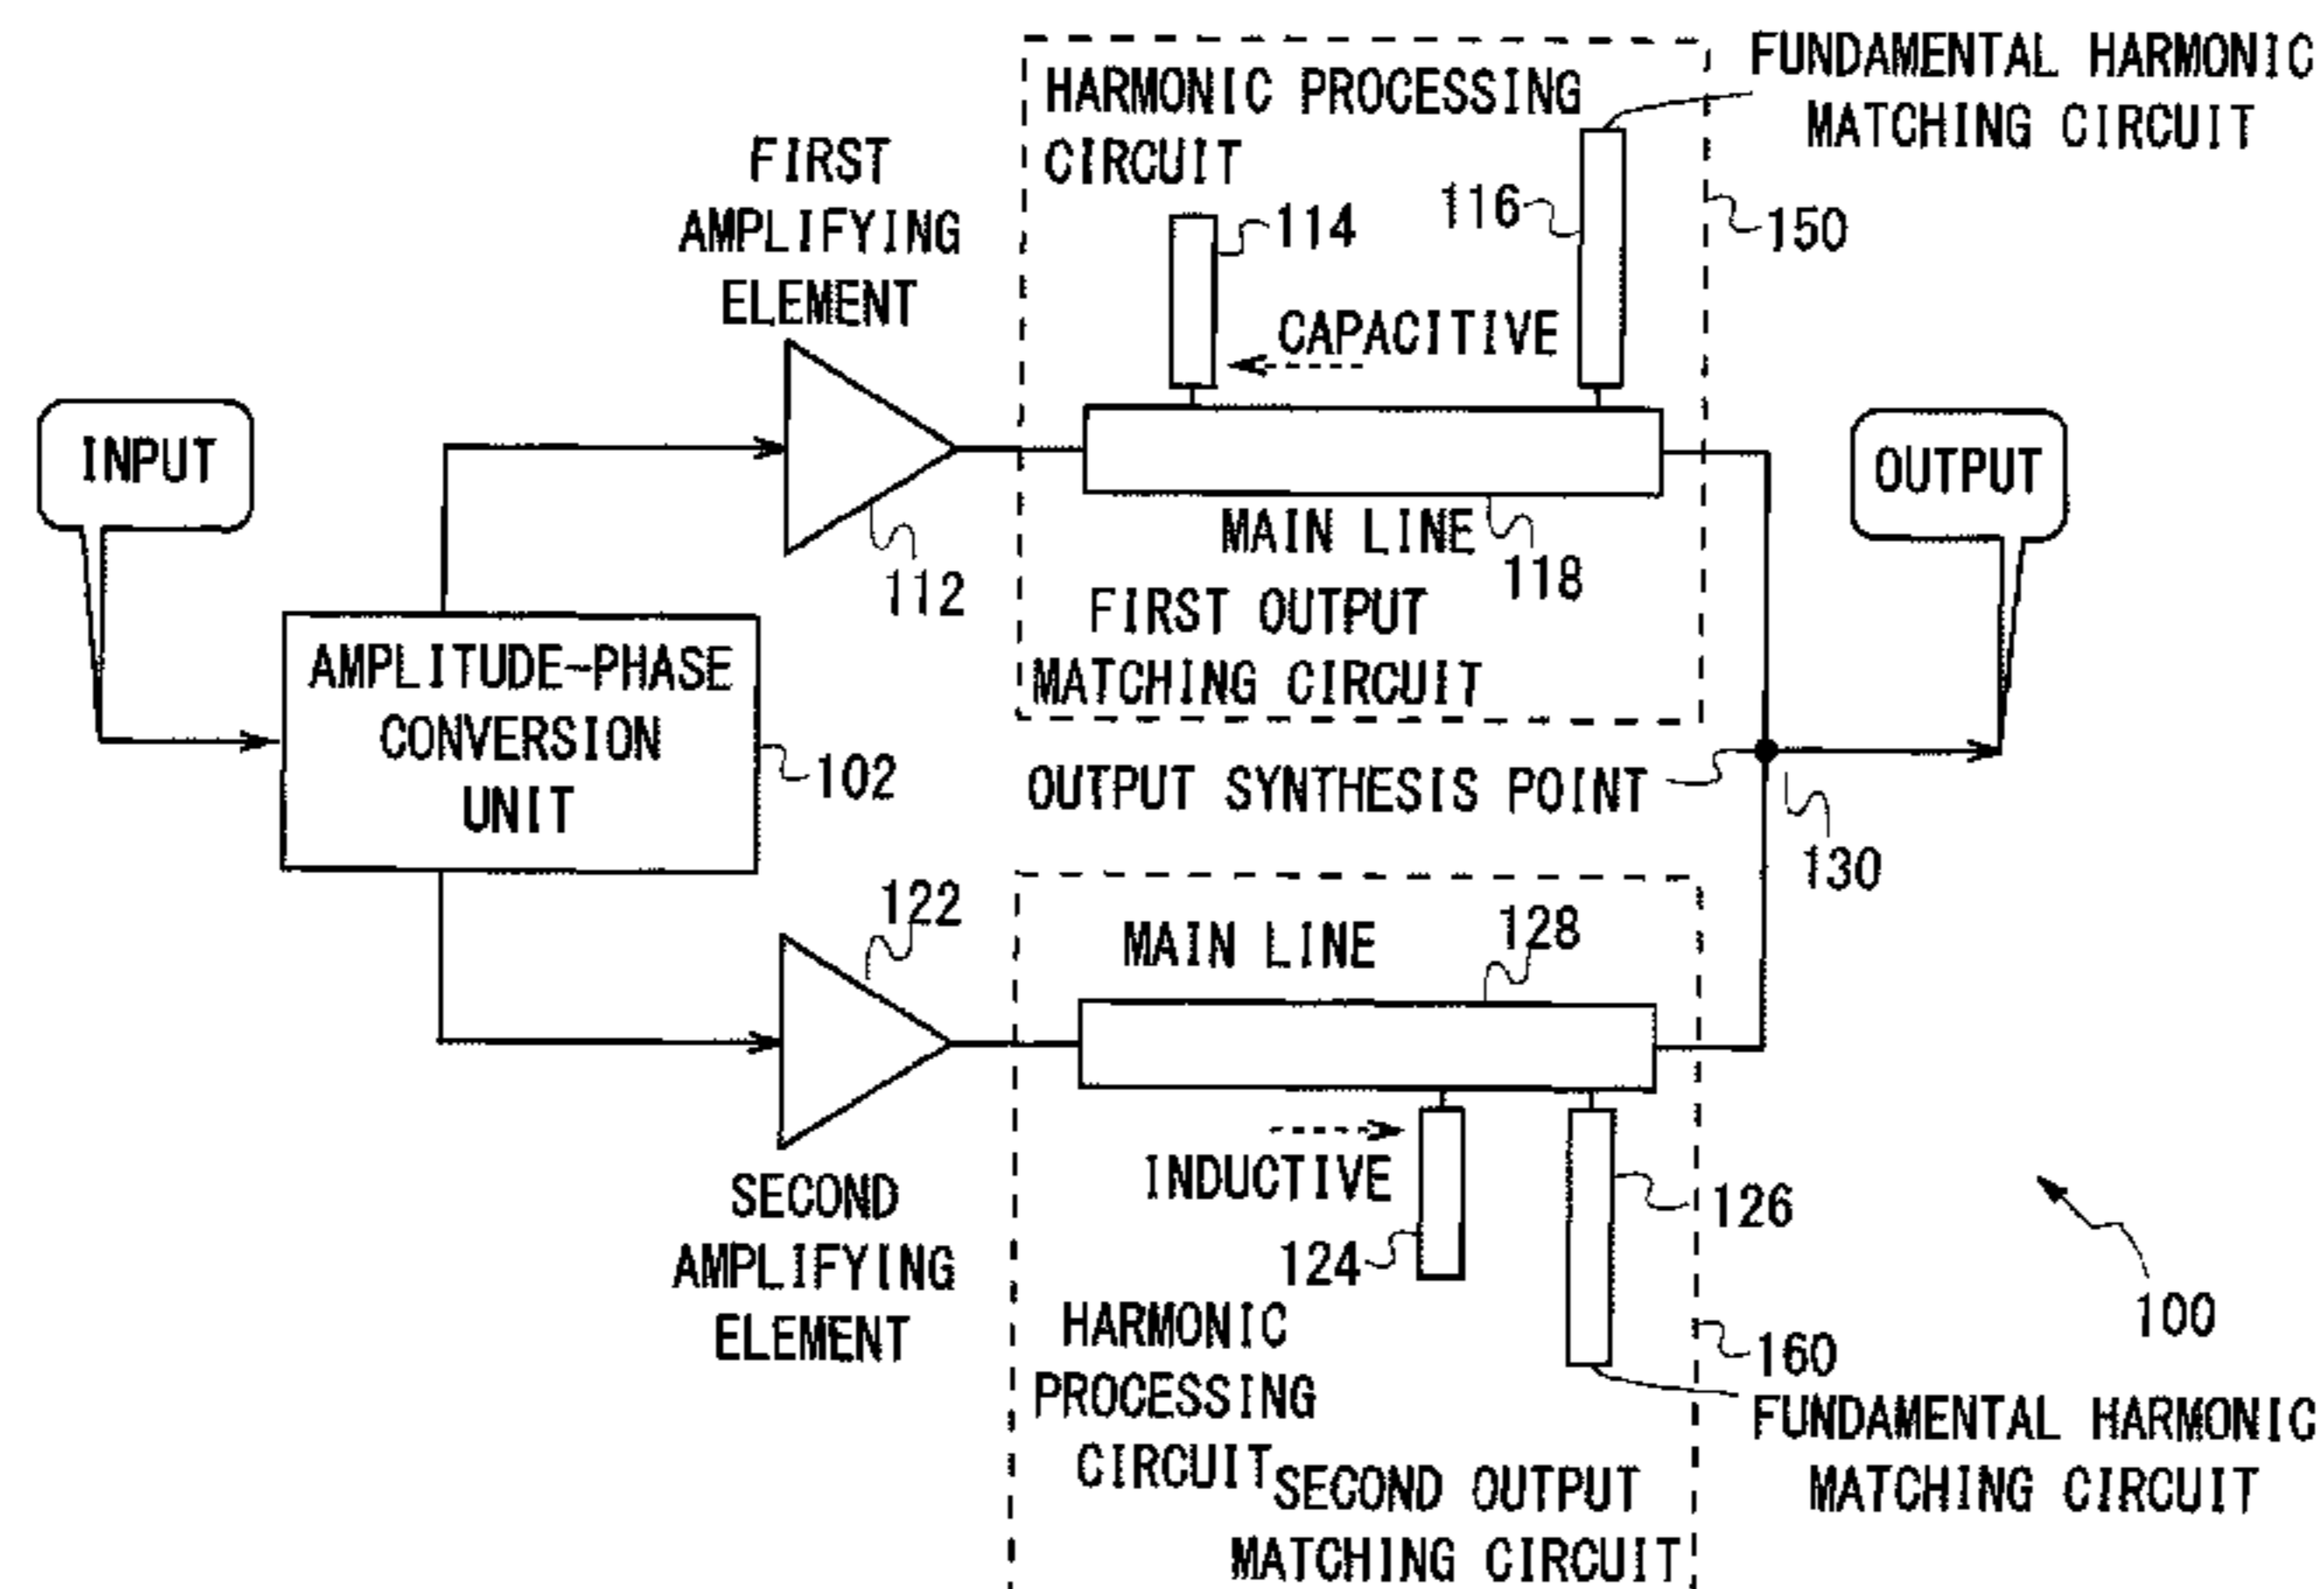 FUNDAMENTAL HARMONIC
MATCHING CIRCUIT
HARMONIC PROCESSING
CIRCUIT
FIRST
AMPLIFYING
ELEMENT
114
116
150
CAPACITIVE
INPUT
OUTPUT
112
MAIN LINE
118
FIRST OUTPUT
MATCHING CIRCUIT
AMPLITUDE-PHASE
CONVERSION
UNIT
102
OUTPUT SYNTHESIS POINT
130
122
MAIN LINE
128
INDUCTIVE
124
126
SECOND
AMPLIFYING
ELEMENT
HARMONIC
PROCESSING
CIRCUIT
160
100
FUNDAMENTAL HARMONIC
MATCHING CIRCUIT
SECOND OUTPUT
MATCHING CIRCUIT